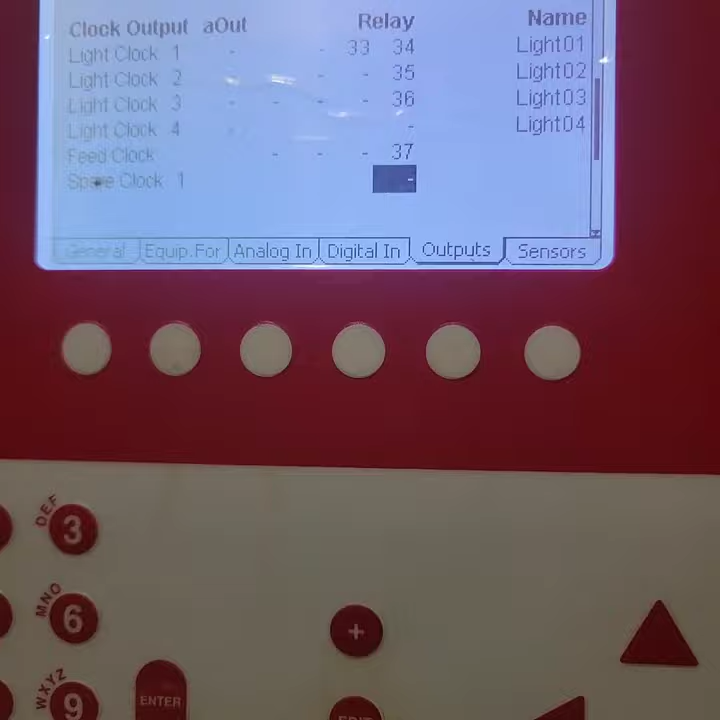 Clock Output aOut Relay Name
Light Clock 1 - - 33 34 Light01
Light Clock 2 - - - 35 Light02
Light Clock 3 - - - - 36 Light03
Light Clock 4 - - Light04
Feed Clock - - - 37
Spare Clock 1 -
General Equip.For Analog In Digital In Outputs Sensors
DEF
3
MNO
6
+
WXYZ
9
ENTER
EDIT